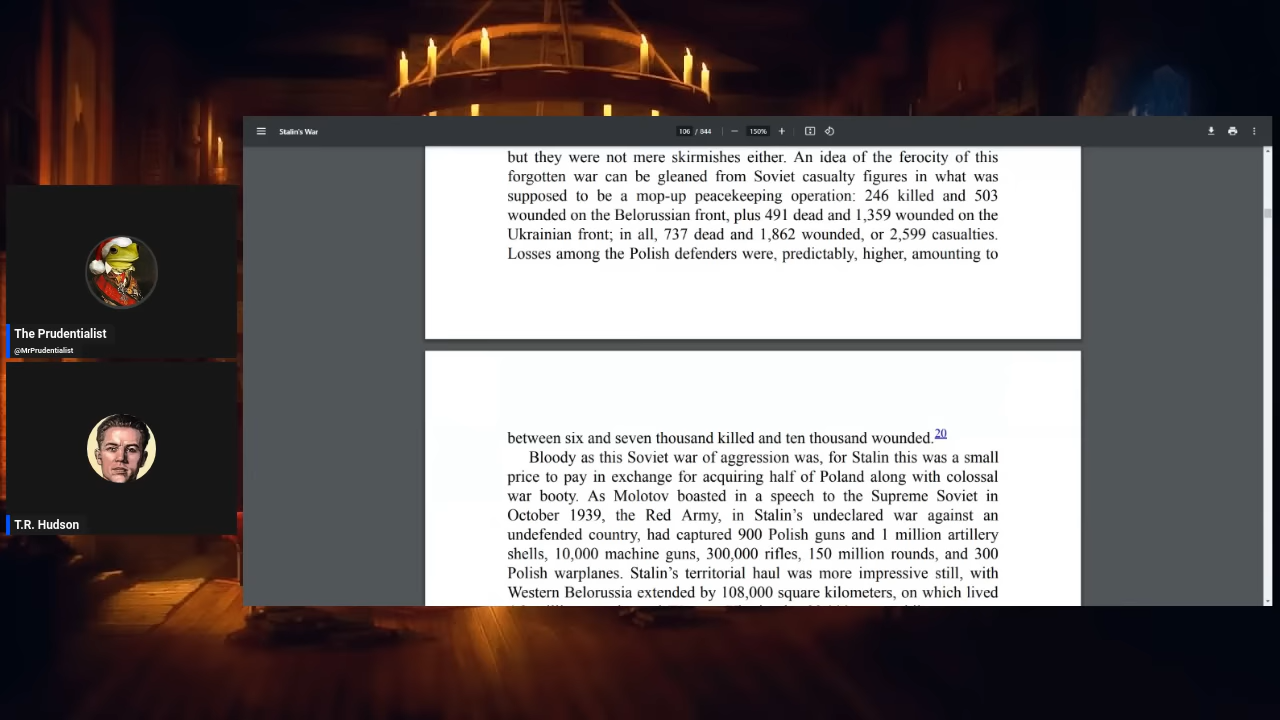 Stalin's War
106 / 844
150%
but they were not mere skirmishes either. An idea of the ferocity of this
forgotten war can be gleaned from Soviet casualty figures in what was
supposed to be a mop-up peacekeeping operation: 246 killed and 503
wounded on the Belorussian front, plus 491 dead and 1,359 wounded on the
Ukrainian front; in all, 737 dead and 1,862 wounded, or 2,599 casualties.
Losses among the Polish defenders were, predictably, higher, amounting to
between six and seven thousand killed and ten thousand wounded.20
Bloody as this Soviet war of aggression was, for Stalin this was a small
price to pay in exchange for acquiring half of Poland along with colossal
war booty. As Molotov boasted in a speech to the Supreme Soviet in
October 1939, the Red Army, in Stalin's undeclared war against an
undefended country, had captured 900 Polish guns and 1 million artillery
shells, 10,000 machine guns, 300,000 rifles, 150 million rounds, and 300
Polish warplanes. Stalin's territorial haul was more impressive still, with
Western Belorussia extended by 108,000 square kilometers, on which lived
The Prudentialist
@MrPrudentialist
T.R. Hudson